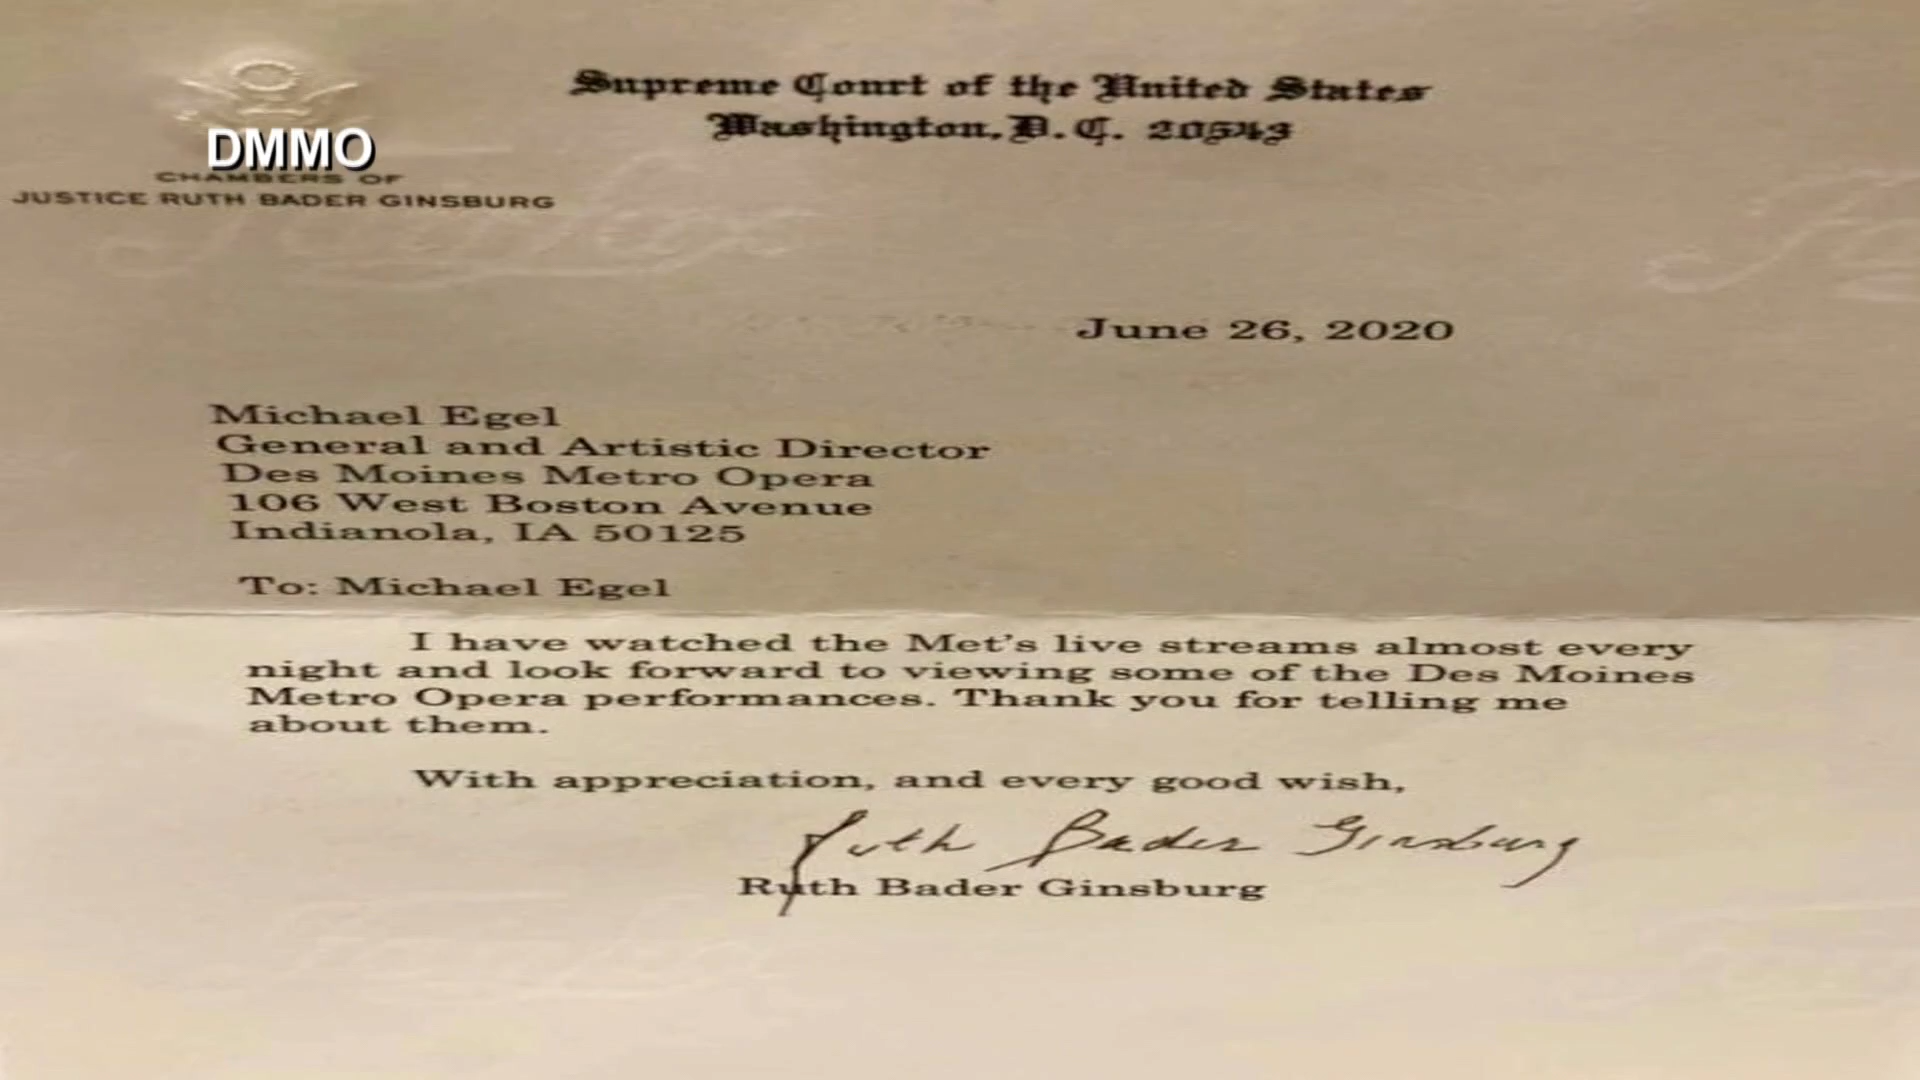 Supreme Court of the United States
Washington, D. C. 20543
DMMO
CHAMBERS OF
JUSTICE RUTH BADER GINSBURG
June 26, 2020
Michael Egel
General and Artistic Director
Des Moines Metro Opera
106 West Boston Avenue
Indianola, IA 50125
To: Michael Egel
I have watched the Met's live streams almost every
night and look forward to viewing some of the Des Moines
Metro Opera performances. Thank you for telling me
about them.
With appreciation, and every good wish,
Ruth Bader Ginsburg
Ruth Bader Ginsburg